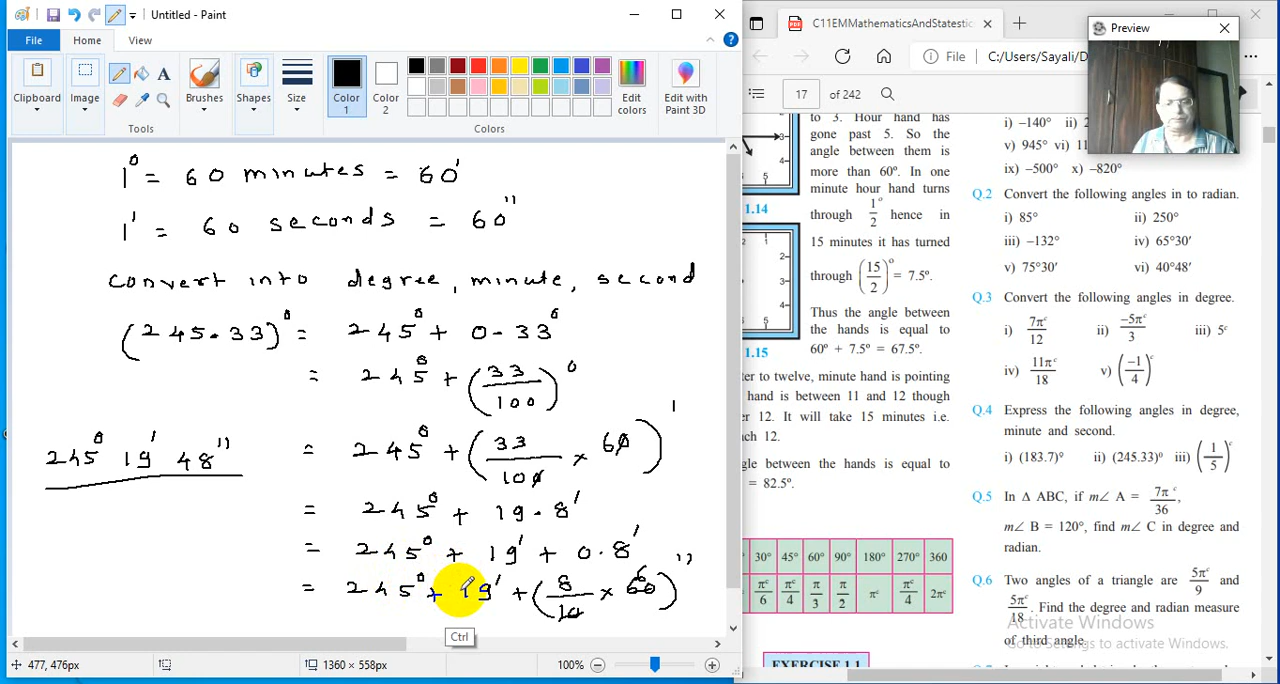 Untitled - Paint
File
Home
View
Clipboard
Image
Tools
Brushes
Shapes
Size
Color 1
Color 2
Colors
Edit colors
Edit with Paint 3D
1° = 60 minutes = 60'
1' = 60 seconds = 60"
convert into degree, minute, second
(245.33)° = 245° + 0.33°
= 245° + (33/100)°
= 245° + (33/100 × 60)'
245° 19' 48"
= 245° + 19.8'
= 245° + 19' + 0.8'
= 245° + 19' + (8/10 × 60)"
Ctrl
477, 476px
1360 × 558px
100%
C11EMMathematicsAndStatesti
File
C:/Users/Sayali/D
17 of 242
Preview
to 3. Hour hand has
gone past 5. So the
angle between them is
more than 60°. In one
minute hour hand turns
through 1°/2 hence in
15 minutes it has turned
through (15/2)° = 7.5°.
Thus the angle between
the hands is equal to
60° + 7.5° = 67.5°.
1.14
1.15
ter to twelve, minute hand is pointing
hand is between 11 and 12 though
er 12. It will take 15 minutes i.e.
ch 12.
gle between the hands is equal to
= 82.5°.
30° 45° 60° 90° 180° 270° 360
π^c/6 π^c/4 π/3 π/2 π^c π^c/4 2π^c
i) –140° ii) 2
v) 945° vi) 11
ix) –500° x) –820°
Q.2 Convert the following angles in to radian.
i) 85° ii) 250°
iii) –132° iv) 65°30′
v) 75°30′ vi) 40°48′
Q.3 Convert the following angles in degree.
i) 7π^c/12 ii) –5π^c/3 iii) 5^c
iv) 11π^c/18 v) (–1/4)^c
Q.4 Express the following angles in degree,
minute and second.
i) (183.7)° ii) (245.33)° iii) (1/5)^c
Q.5 In Δ ABC, if m∠ A = 7π^c/36,
m∠ B = 120°, find m∠ C in degree and
radian.
Q.6 Two angles of a triangle are 5π^c/9 and
5π^c/18. Find the degree and radian measure
of third angle.
Activate Windows
Go to Settings to activate Windows.
EXERCISE 1.1